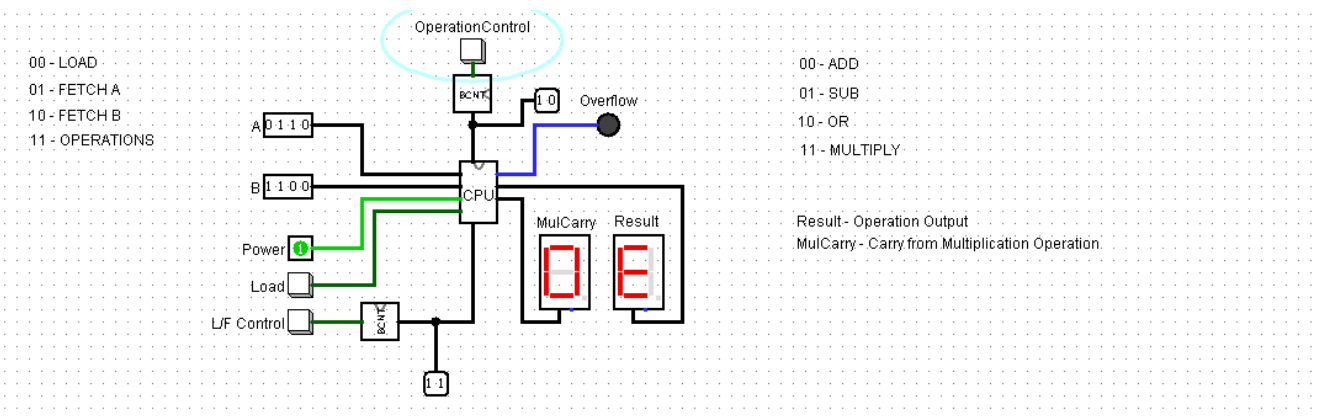 OperationControl
00 - LOAD
01 - FETCH A
10 - FETCH B
11 - OPERATIONS
BCNT
1 0
Overflow
00 - ADD
01 - SUB
10 - OR
11 - MULTIPLY
A 0 1 1 0
B 1 1 0 0
CPU
Power 1
Load
L/F Control
BCNT
1 1
MulCarry
Result
0
E
Result - Operation Output
MulCarry - Carry from Multiplication Operation